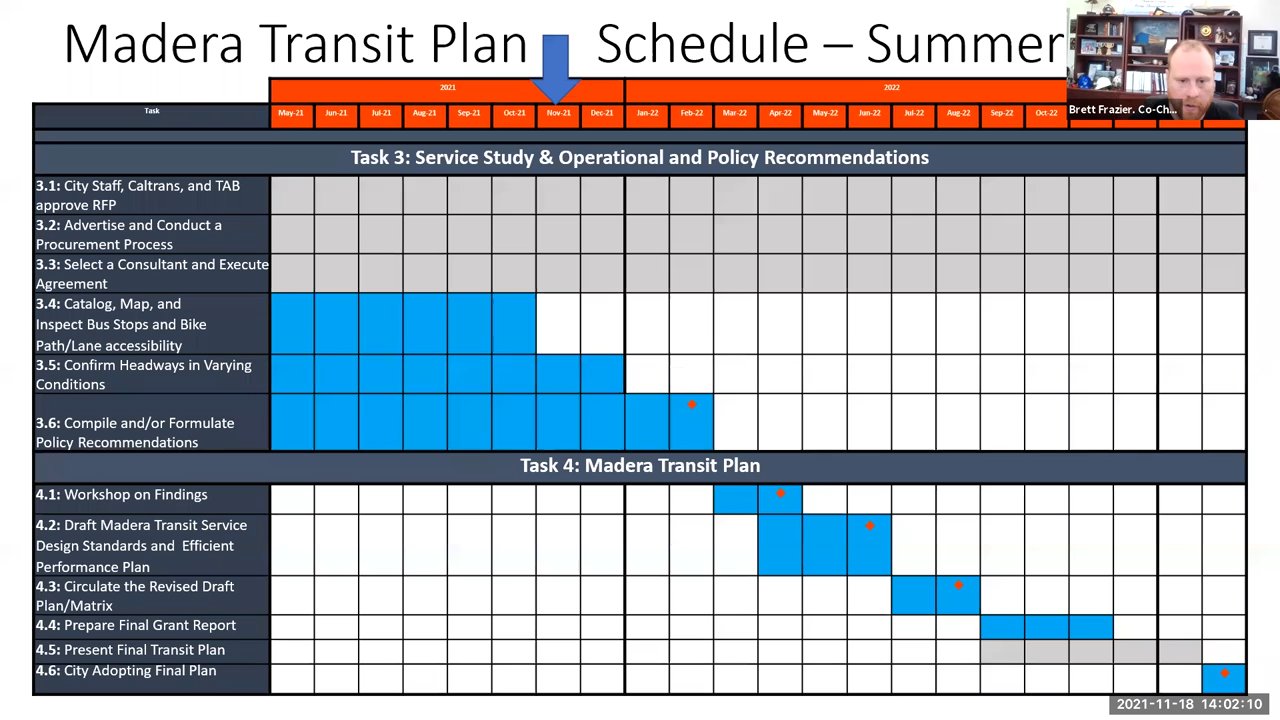 Madera Transit Plan Schedule – Summer
Brett Frazier. Co-Ch...
2021 2022
Task May-21 Jun-21 Jul-21 Aug-21 Sep-21 Oct-21 Nov-21 Dec-21 Jan-22 Feb-22 Mar-22 Apr-22 May-22 Jun-22 Jul-22 Aug-22 Sep-22 Oct-22
Task 3: Service Study & Operational and Policy Recommendations
3.1: City Staff, Caltrans, and TAB
approve RFP
3.2: Advertise and Conduct a
Procurement Process
3.3: Select a Consultant and Execute
Agreement
3.4: Catalog, Map, and
Inspect Bus Stops and Bike
Path/Lane accessibility
3.5: Confirm Headways in Varying
Conditions
3.6: Compile and/or Formulate
Policy Recommendations
Task 4: Madera Transit Plan
4.1: Workshop on Findings
4.2: Draft Madera Transit Service
Design Standards and Efficient
Performance Plan
4.3: Circulate the Revised Draft
Plan/Matrix
4.4: Prepare Final Grant Report
4.5: Present Final Transit Plan
4.6: City Adopting Final Plan
2021-11-18 14:02:10